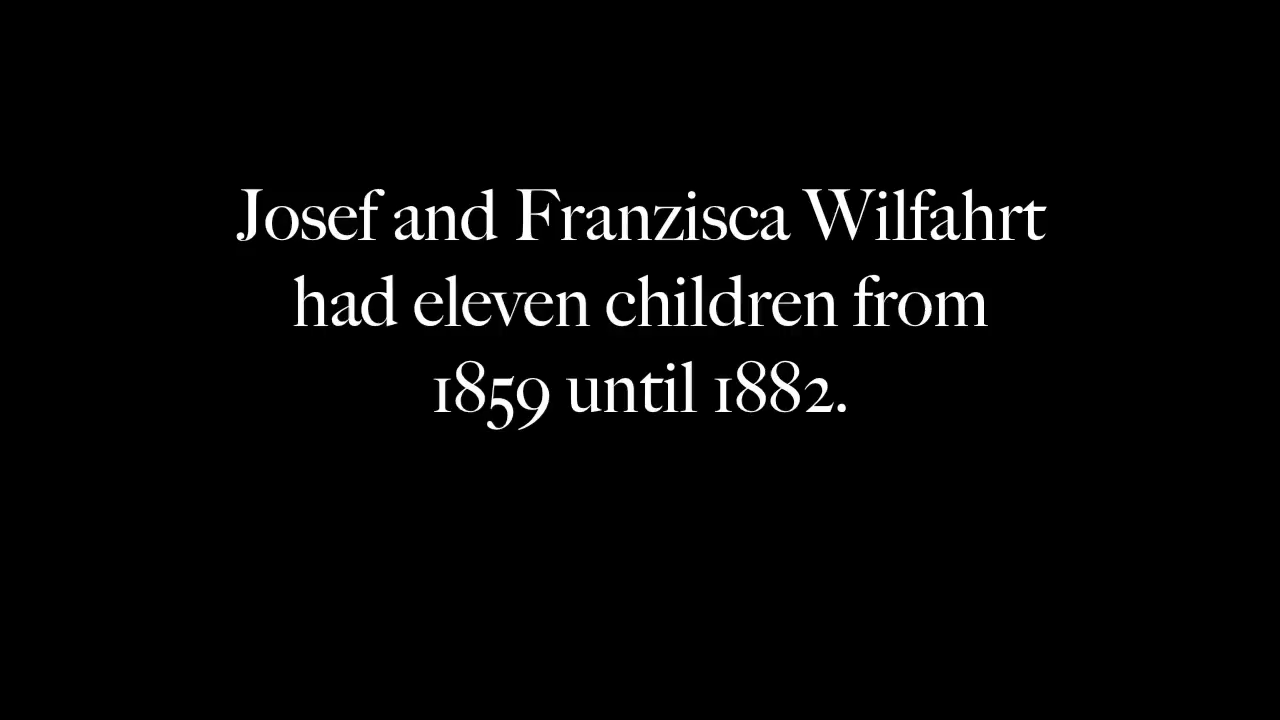 Josef and Franzisca Wilfahrt
had eleven children from
1859 until 1882.